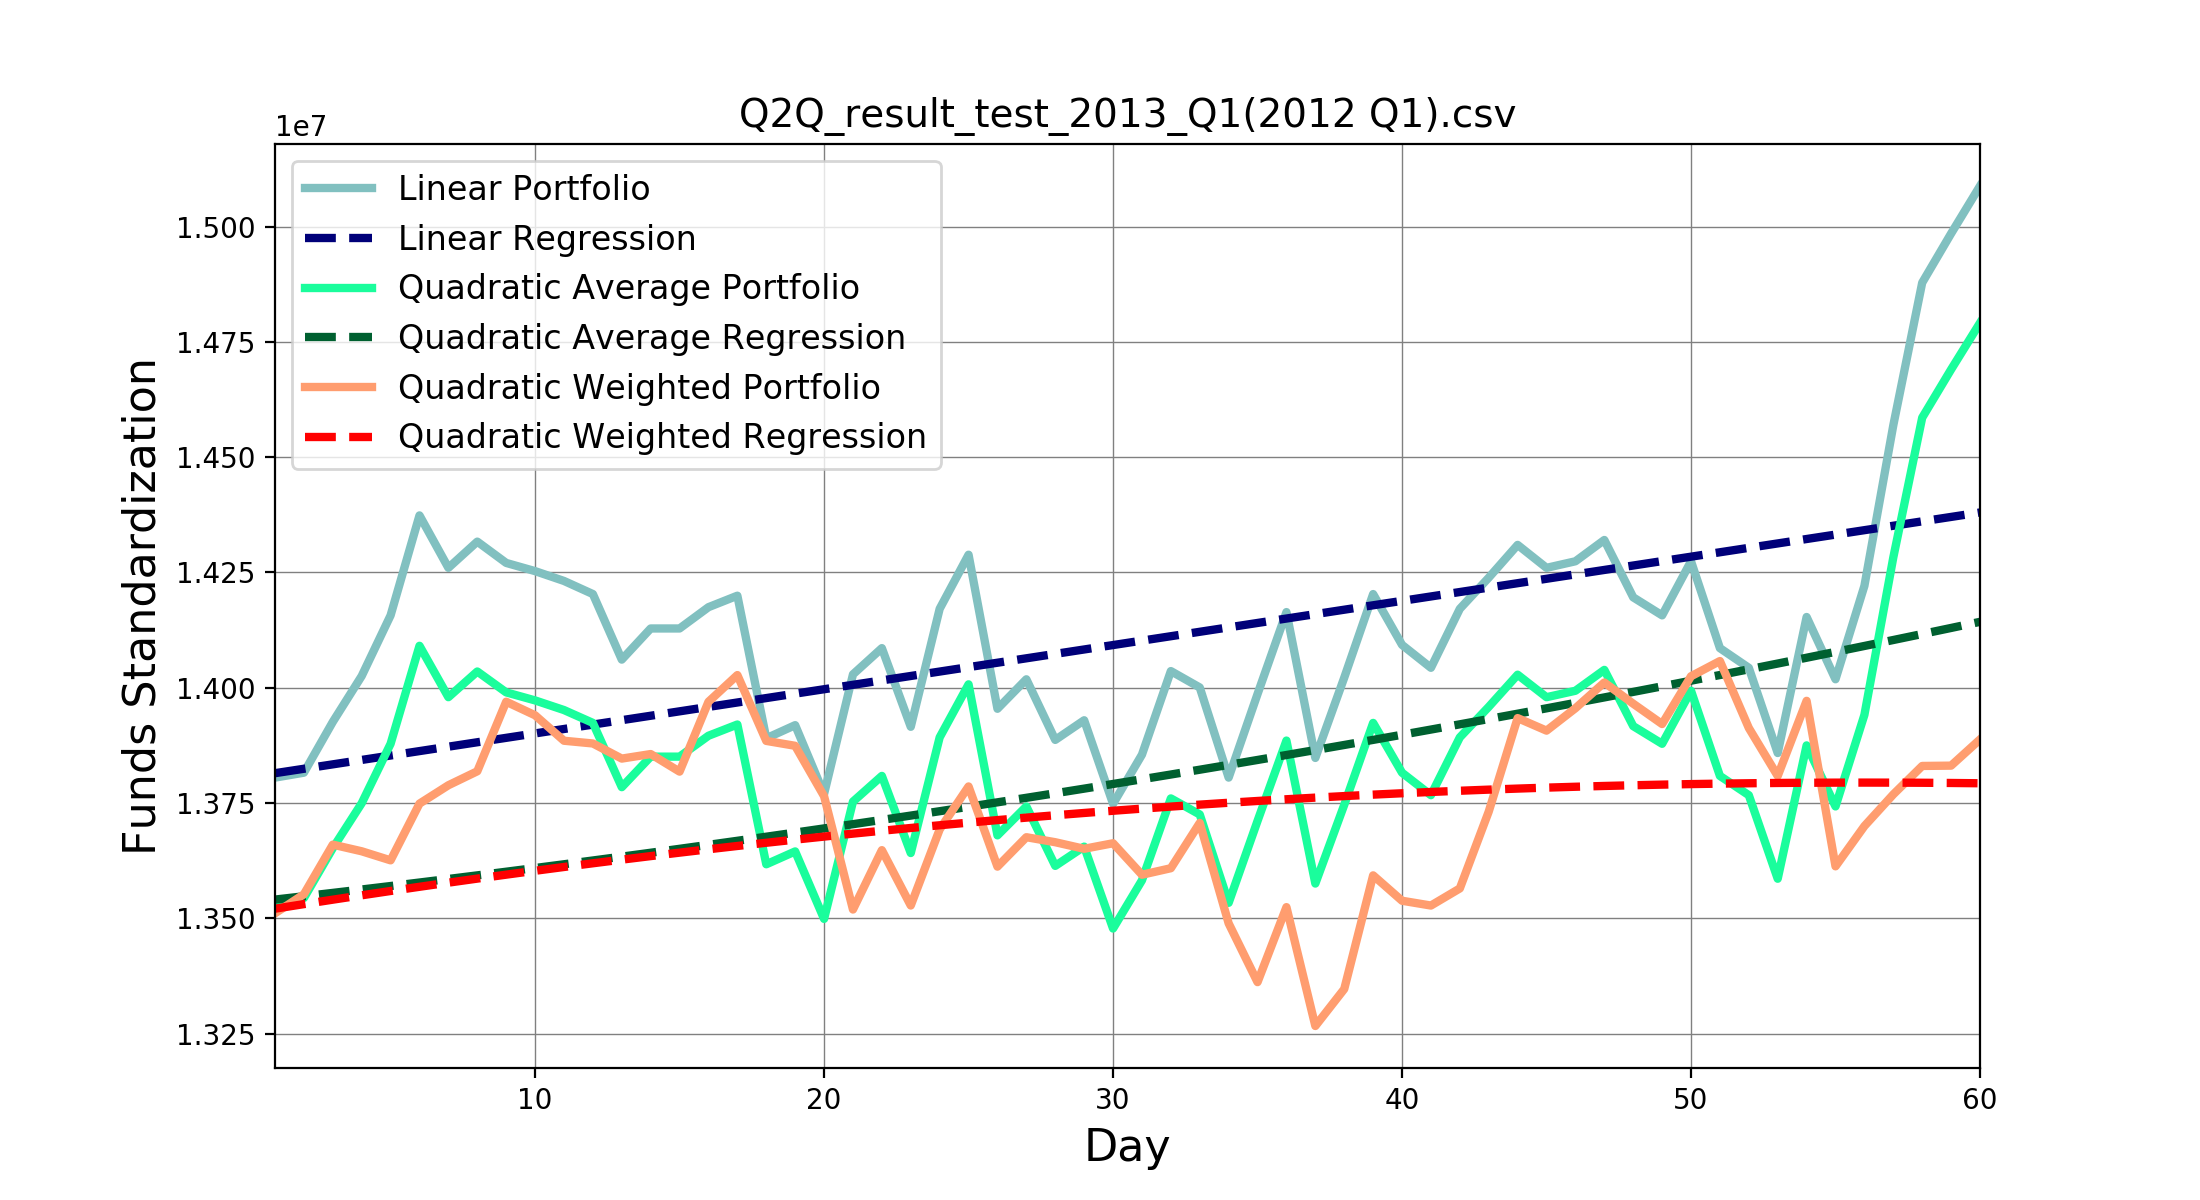 Q2Q_result_test_2013_Q1(2012 Q1).csv
1e7
Linear Portfolio
Linear Regression
Quadratic Average Portfolio
Quadratic Average Regression
Quadratic Weighted Portfolio
Quadratic Weighted Regression
Funds Standardization
1.500
1.475
1.450
1.425
1.400
1.375
1.350
1.325
10 20 30 40 50 60
Day